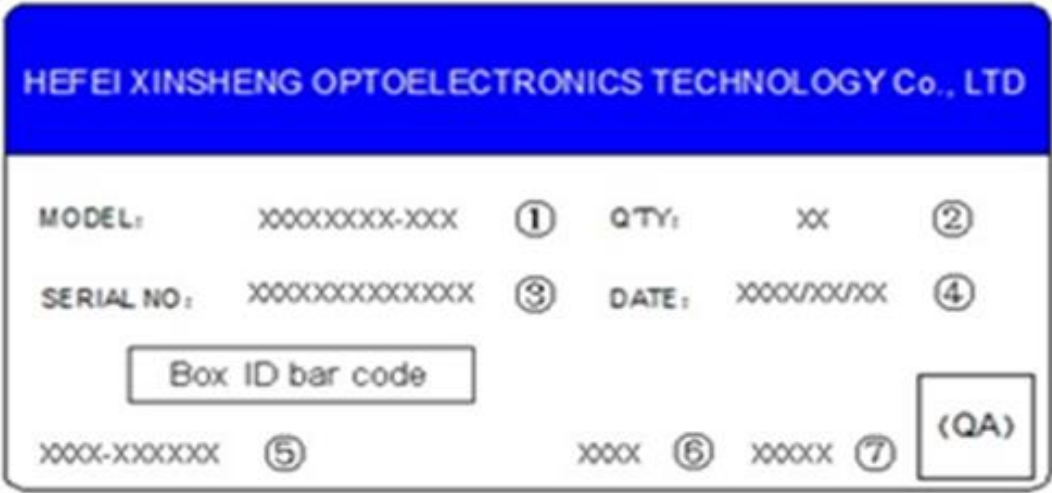 HEFEI XINSHENG OPTOELECTRONICS TECHNOLOGY Co., LTD
MODEL: XXXXXXXX-XXX ① Q'TY: XX ②
SERIAL NO: XXXXXXXXXXXXX ③ DATE: XXXX/XX/XX ④
Box ID bar code
(QA)
XXXX-XXXXXX ⑤ XXXX ⑥ XXXXX ⑦